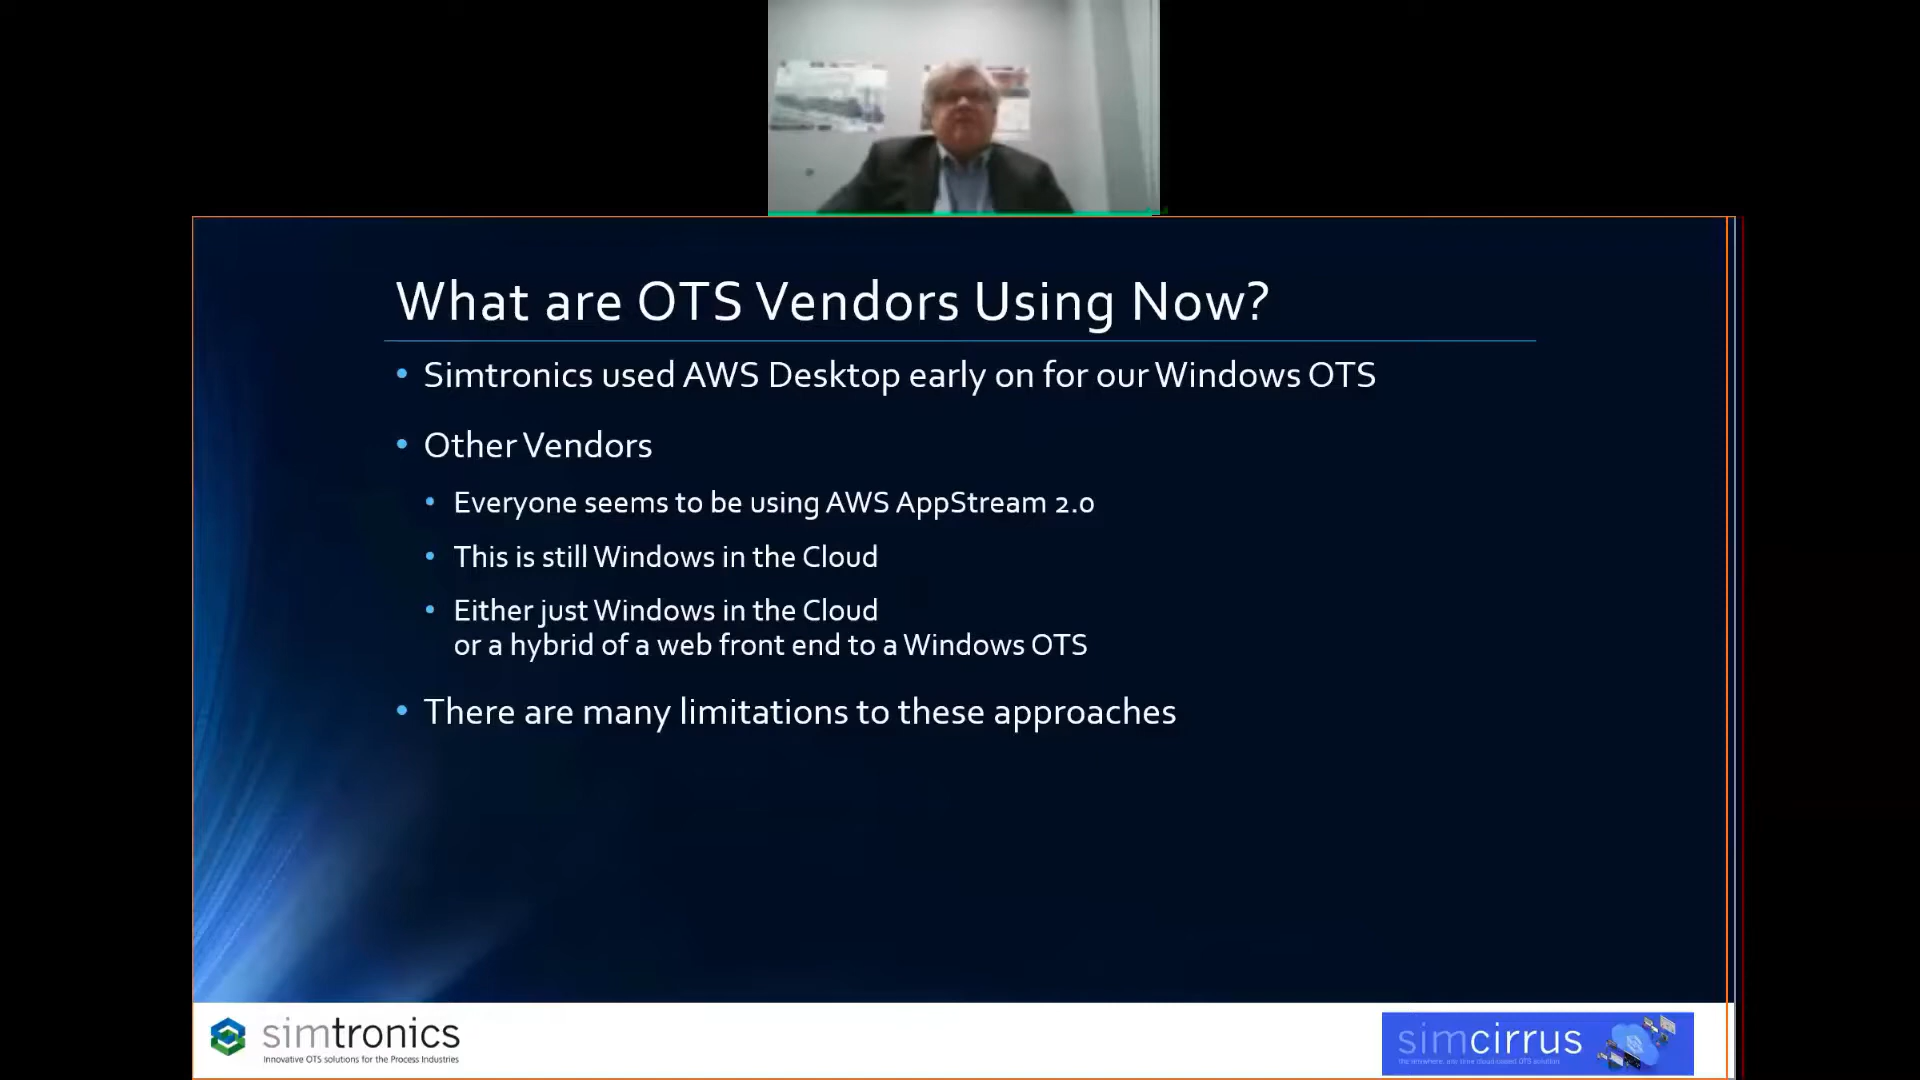 What are OTS Vendors Using Now?
• Simtronics used AWS Desktop early on for our Windows OTS
• Other Vendors
• Everyone seems to be using AWS AppStream 2.0
• This is still Windows in the Cloud
• Either just Windows in the Cloud
or a hybrid of a web front end to a Windows OTS
• There are many limitations to these approaches
simtronics
Innovative OTS solutions for the Process Industries
simcirrus